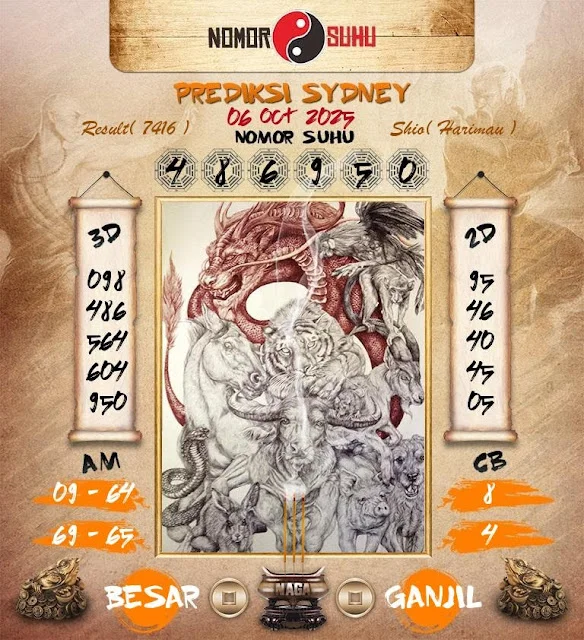 NOMOR SUHU
PREDIKSI SYDNEY
06 Oct 2025
Result( 7416 )
NOMOR SUHU
Shio( Harimau )
4 8 6 9 5 0
3D
098
486
564
604
950
2D
95
46
40
45
05
AM
09 - 64
69 - 65
CB
8
4
BESAR
NAGA
GANJIL